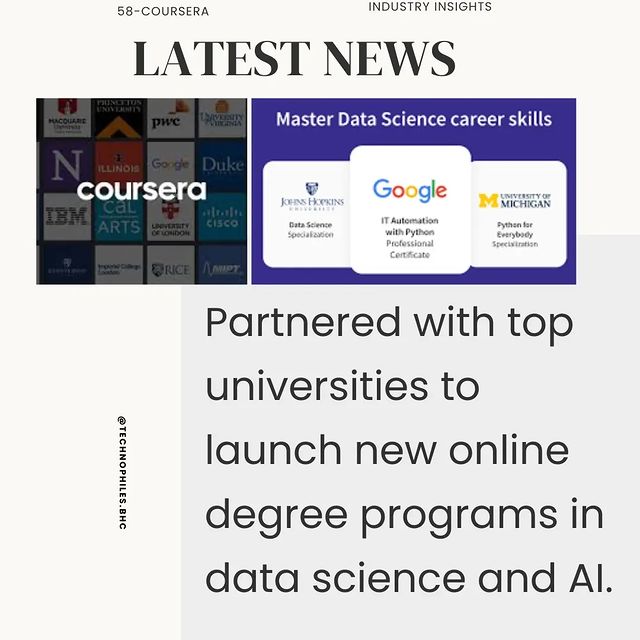 58-COURSERA
INDUSTRY INSIGHTS
LATEST NEWS
MACQUARIE
University
PRINCETON
UNIVERSITY
pwc
UNIVERSITY
of VIRGINIA
N
ILLINOIS
Google
Duke
coursera
IBM
CAL
ARTS
UNIVERSITY
OF LONDON
CISCO
Imperial College
London
RICE
MIPT
Master Data Science career skills
JOHNS HOPKINS
UNIVERSITY
Data Science
Specialization
Google
IT Automation
with Python
Professional
Certificate
M UNIVERSITY OF
MICHIGAN
Python for
Everybody
Specialization
Partnered with top
universities to
launch new online
degree programs in
data science and AI.
@TECHNOPHILES.BHC